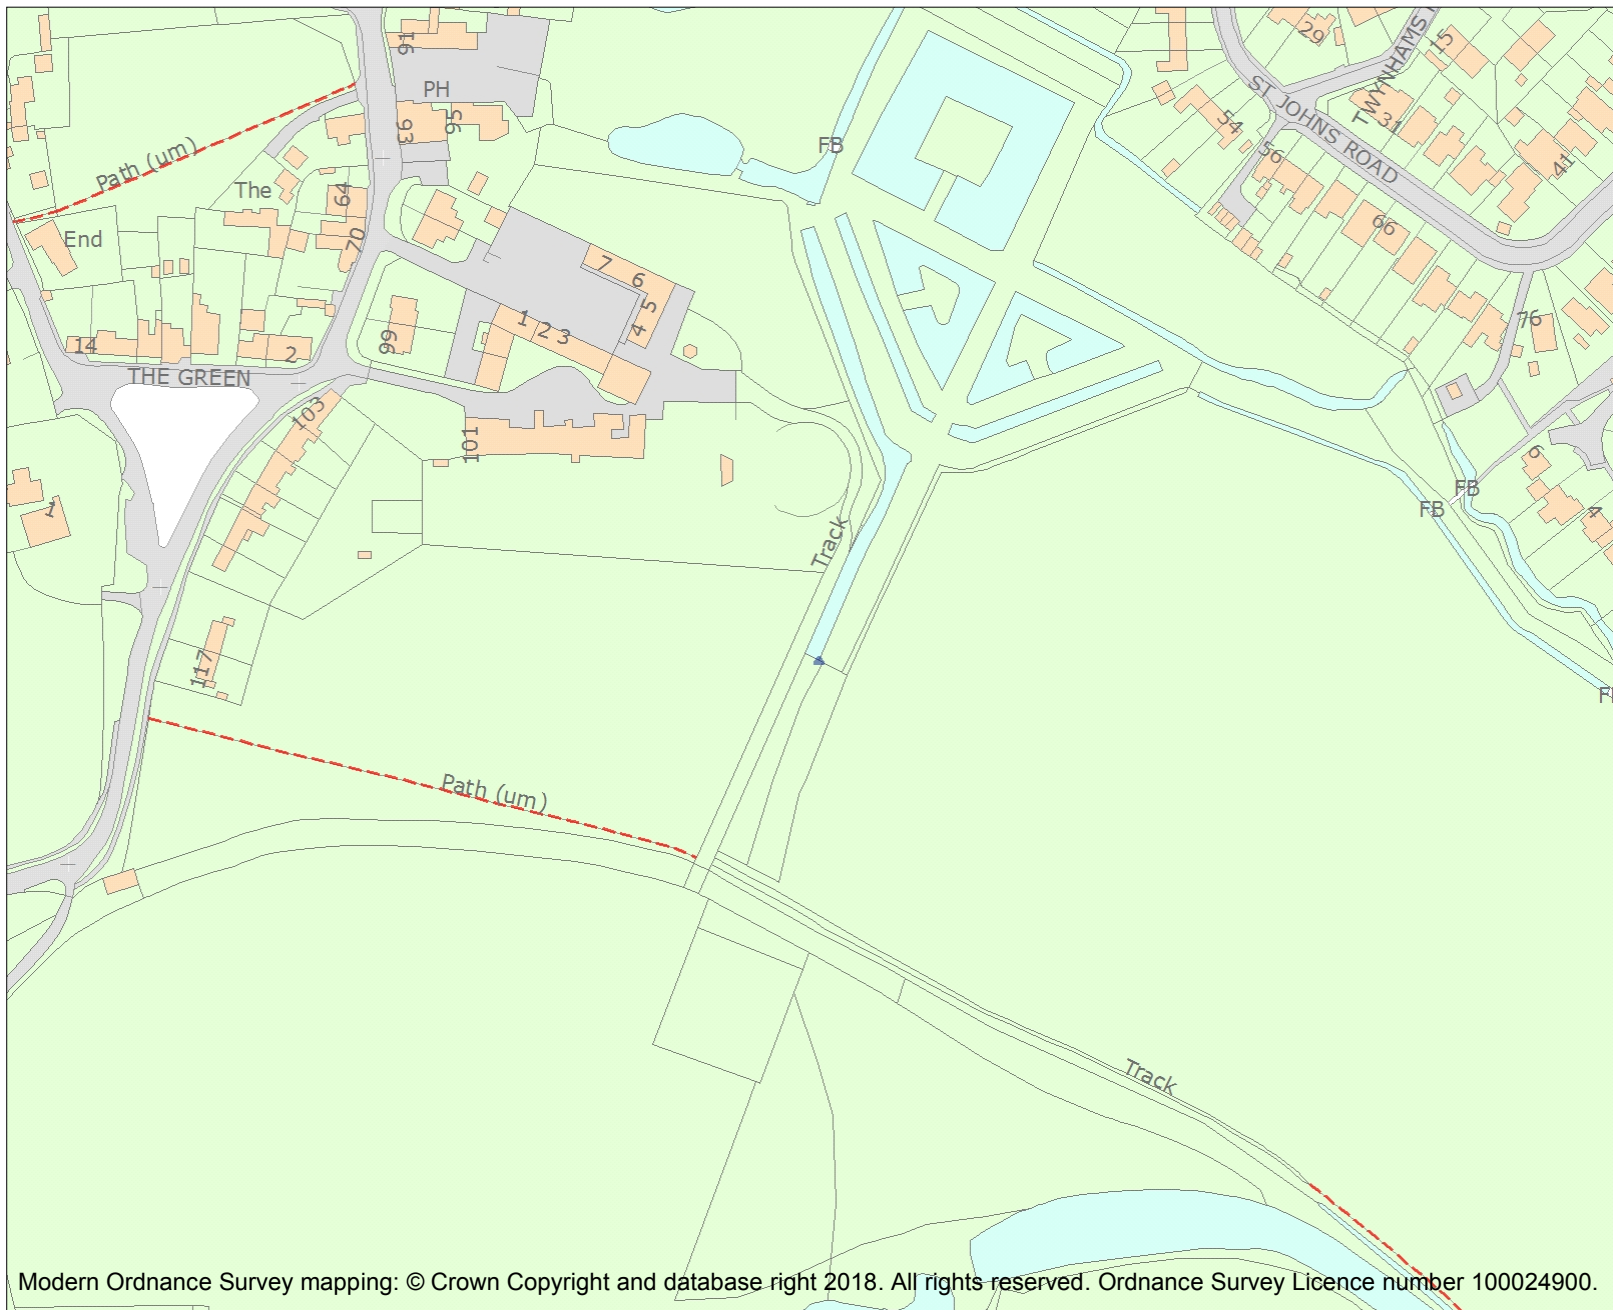 91
29
15
TWYNHAMS
PH
ST JOHNS ROAD
93
95
54
31
FB
56
41
Path (um)
The
64
66
End
70
7
6
5
4
1 2 3
76
99
14
2
THE GREEN
103
101
6
FB
FB
1
4
Track
117
Path (um)
Track
Modern Ordnance Survey mapping: © Crown Copyright and database right 2018. All rights reserved. Ordnance Survey Licence number 100024900.